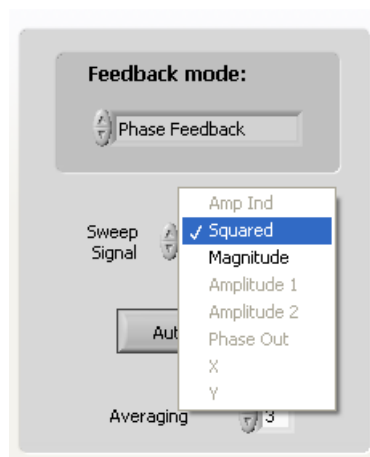 Feedback mode:
Phase Feedback
Sweep
Signal
Amp Ind
✓ Squared
Magnitude
Amplitude 1
Amplitude 2
Phase Out
X
Y
Aut
Averaging
3